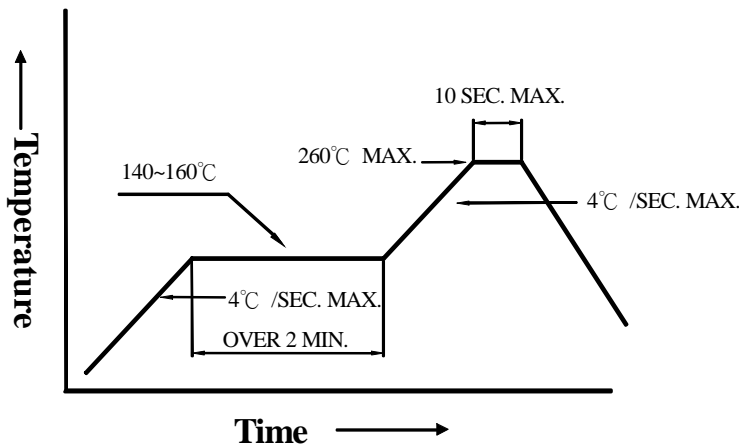 10 SEC. MAX.
260℃ MAX.
140~160℃
4℃ /SEC. MAX.
4℃ /SEC. MAX.
OVER 2 MIN.
Temperature
Time